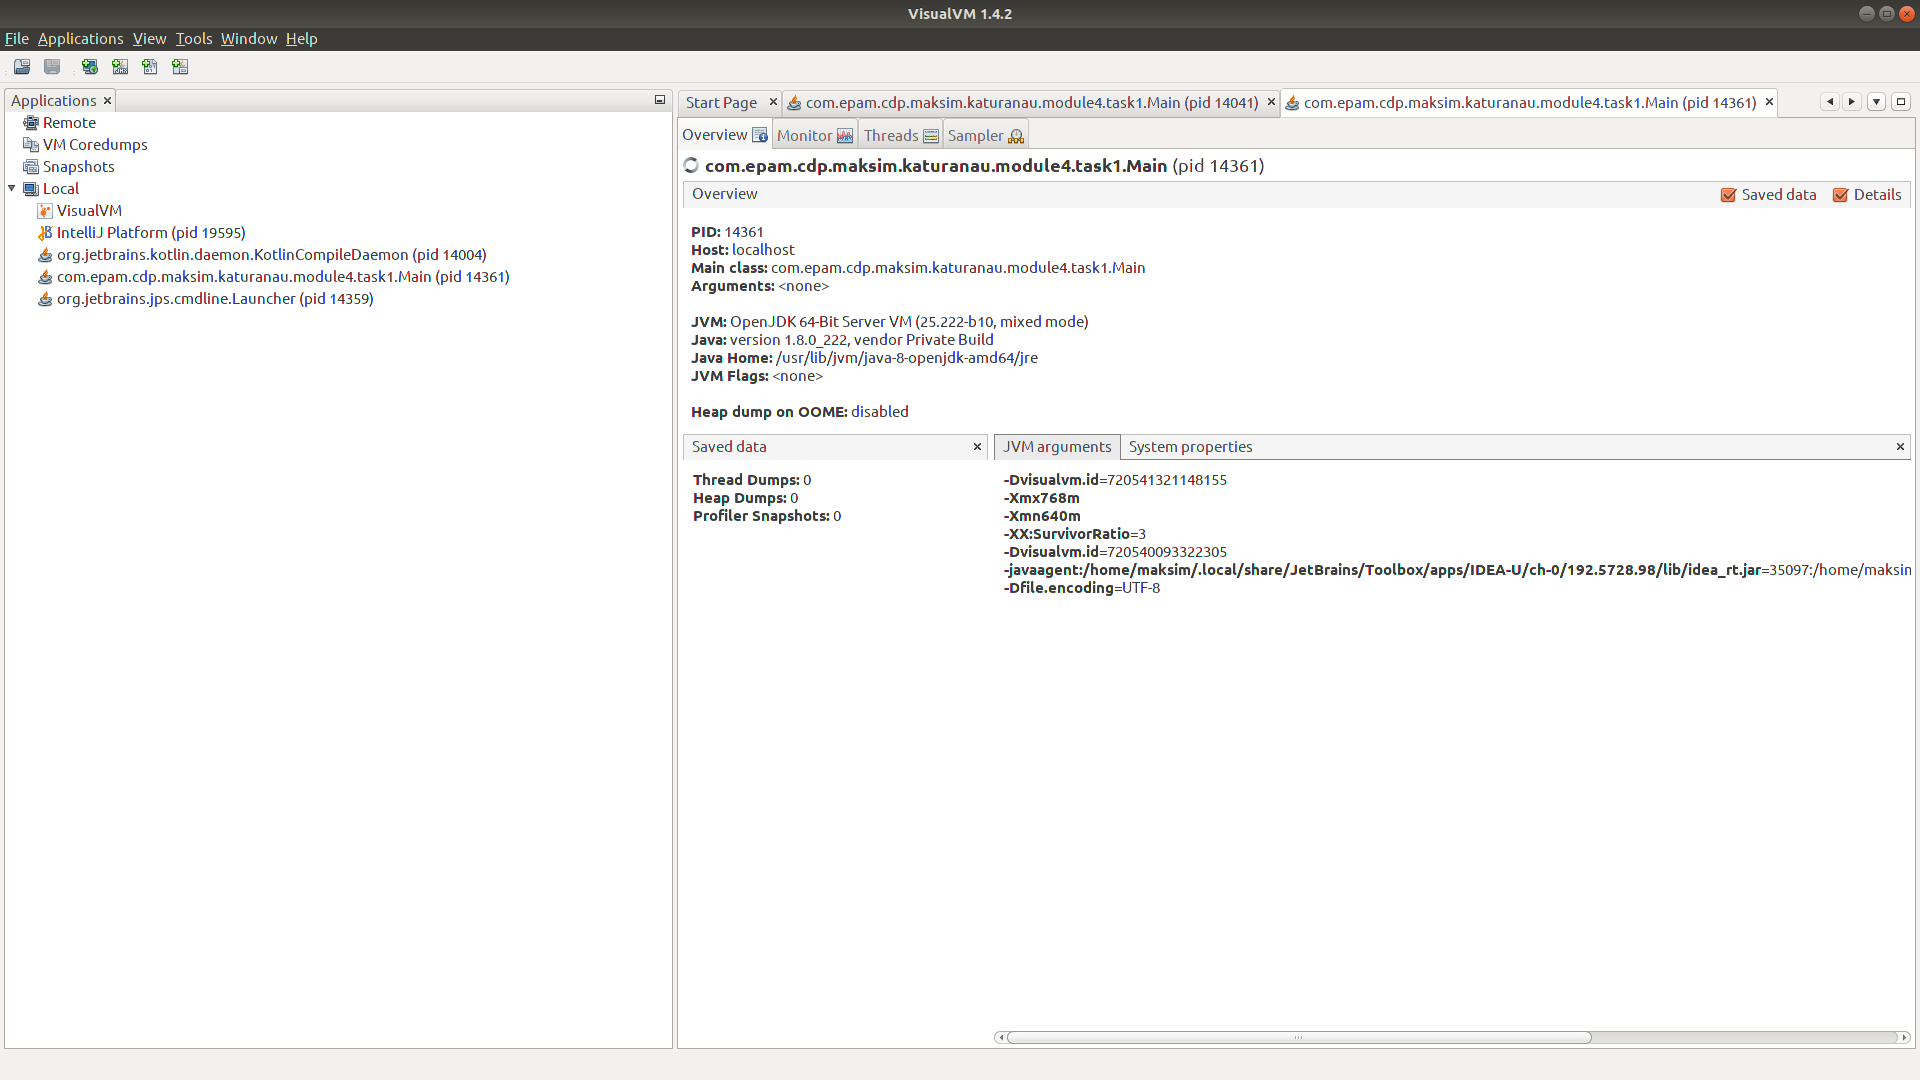 VisualVM 1.4.2
File Applications View Tools Window Help
Applications
Remote
VM Coredumps
Snapshots
Local
VisualVM
IntelliJ Platform (pid 19595)
org.jetbrains.kotlin.daemon.KotlinCompileDaemon (pid 14004)
com.epam.cdp.maksim.katuranau.module4.task1.Main (pid 14361)
org.jetbrains.jps.cmdline.Launcher (pid 14359)
Start Page com.epam.cdp.maksim.katuranau.module4.task1.Main (pid 14041) com.epam.cdp.maksim.katuranau.module4.task1.Main (pid 14361)
Overview Monitor Threads Sampler
com.epam.cdp.maksim.katuranau.module4.task1.Main (pid 14361)
Overview Saved data Details
PID: 14361
Host: localhost
Main class: com.epam.cdp.maksim.katuranau.module4.task1.Main
Arguments: <none>
JVM: OpenJDK 64-Bit Server VM (25.222-b10, mixed mode)
Java: version 1.8.0_222, vendor Private Build
Java Home: /usr/lib/jvm/java-8-openjdk-amd64/jre
JVM Flags: <none>
Heap dump on OOME: disabled
Saved data
Thread Dumps: 0
Heap Dumps: 0
Profiler Snapshots: 0
JVM arguments System properties
-Dvisualvm.id=720541321148155
-Xmx768m
-Xmn640m
-XX:SurvivorRatio=3
-Dvisualvm.id=720540093322305
-javaagent:/home/maksim/.local/share/JetBrains/Toolbox/apps/IDEA-U/ch-0/192.5728.98/lib/idea_rt.jar=35097:/home/maksin
-Dfile.encoding=UTF-8